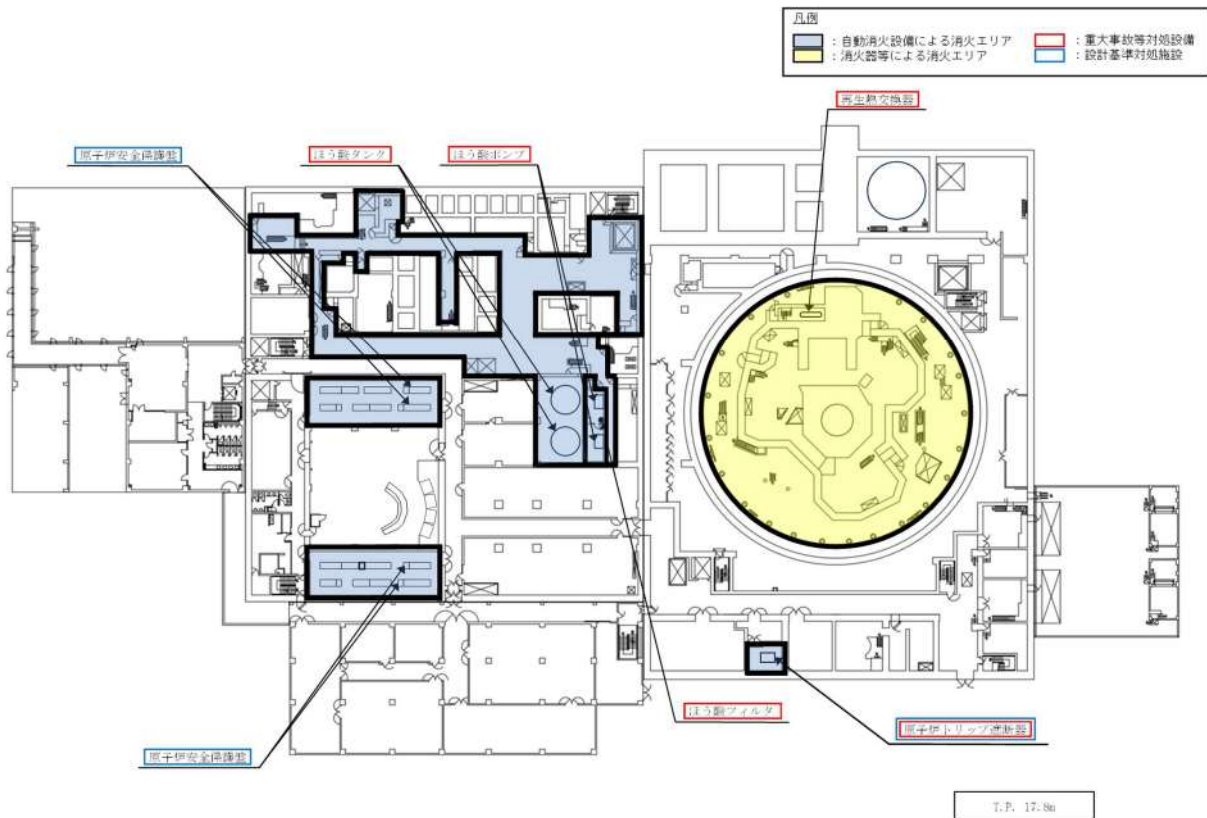 凡例
：自動消火設備による消火エリア
：重大事故等対処設備
：消火器等による消火エリア
：設計基準対処施設
再生熱交換器
原子炉安全保護盤
ほう酸タンク
ほう酸ポンプ
ほう酸フィルタ
原子炉トリップ遮断器
原子炉安全保護盤
T.P. 17.8m